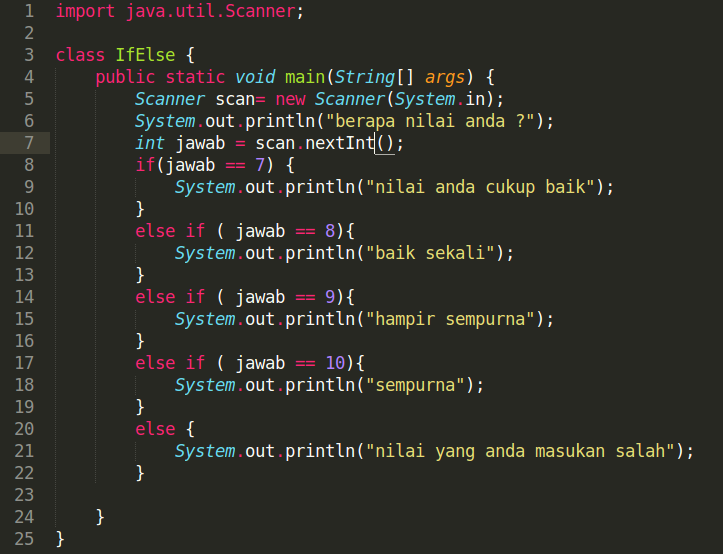 1 import java.util.Scanner;
2
3 class IfElse {
4     public static void main(String[] args) {
5         Scanner scan= new Scanner(System.in);
6         System.out.println("berapa nilai anda ?");
7         int jawab = scan.nextInt();
8         if(jawab == 7) {
9             System.out.println("nilai anda cukup baik");
10         }
11         else if ( jawab == 8){
12             System.out.println("baik sekali");
13         }
14         else if ( jawab == 9){
15             System.out.println("hampir sempurna");
16         }
17         else if ( jawab == 10){
18             System.out.println("sempurna");
19         }
20         else {
21             System.out.println("nilai yang anda masukan salah");
22         }
23
24     }
25 }